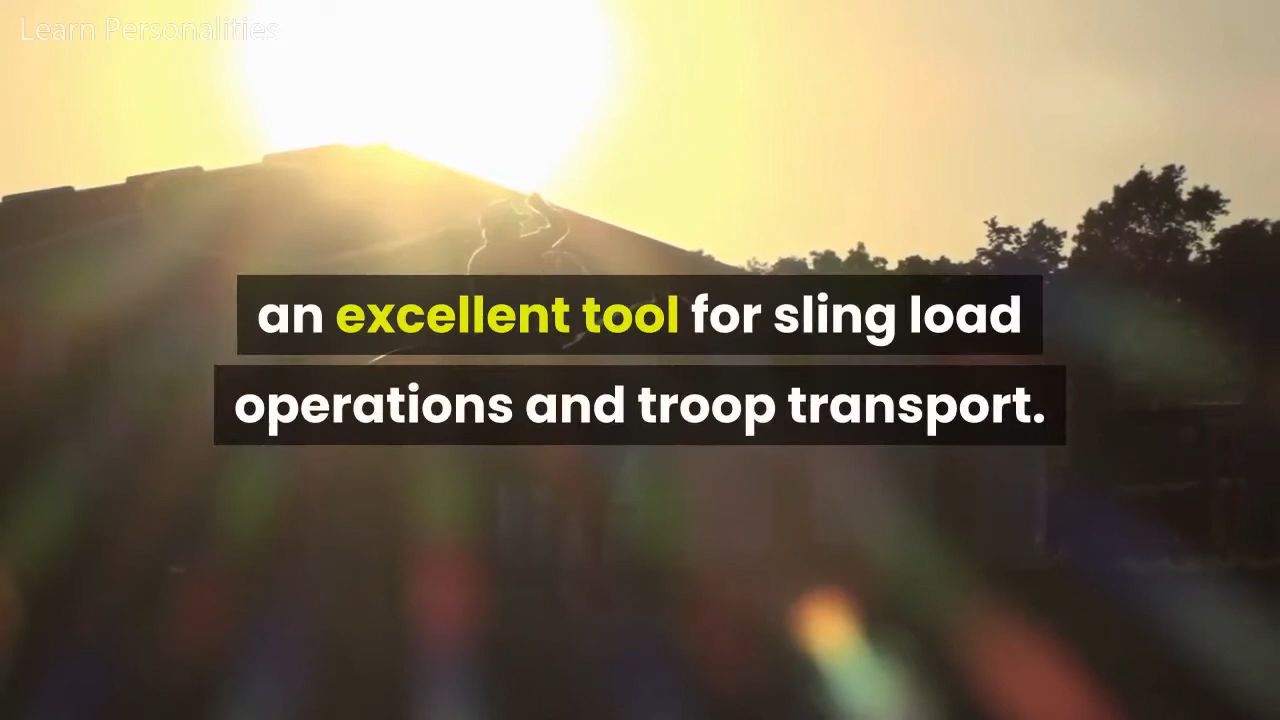 Learn Personalities
an excellent tool for sling load
operations and troop transport.